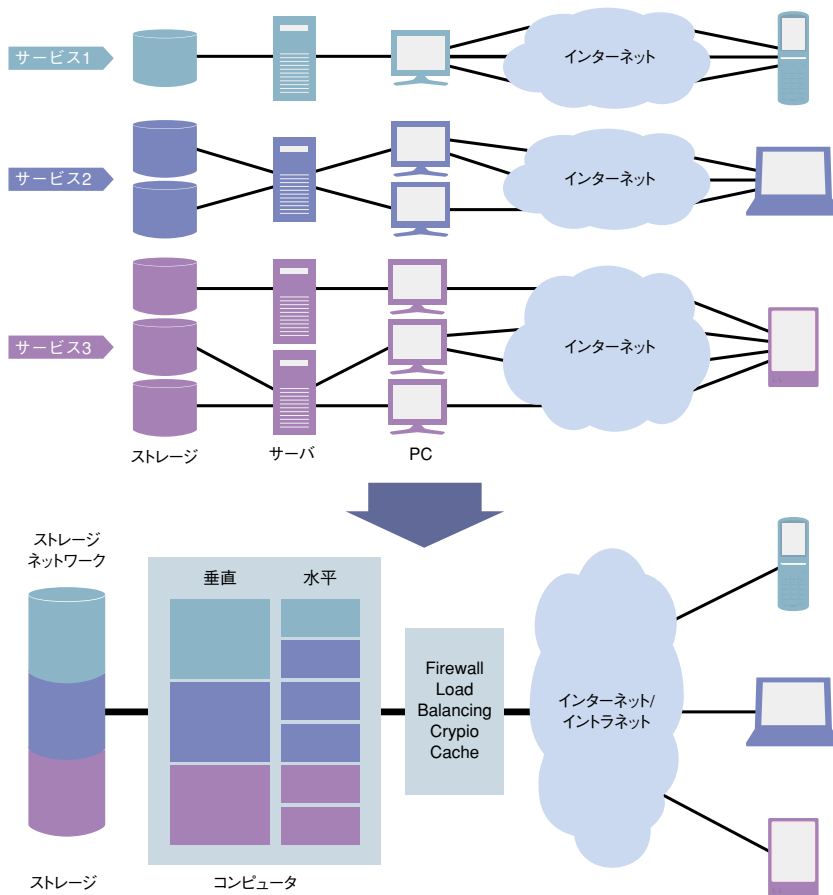 サービス1
インターネット
サービス2
インターネット
サービス3
インターネット
ストレージ
サーバ
PC
ストレージ
ネットワーク
垂直
水平
Firewall
Load
Balancing
Crypio
Cache
インターネット/
イントラネット
ストレージ
コンピュータ